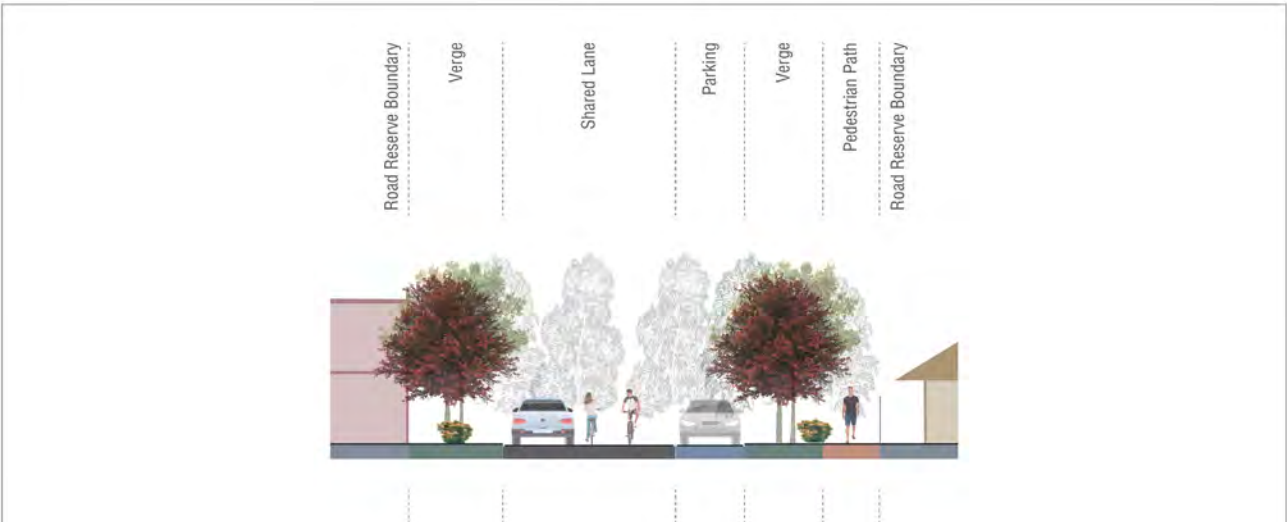 Road Reserve Boundary
Verge
Shared Lane
Parking
Verge
Pedestrian Path
Road Reserve Boundary